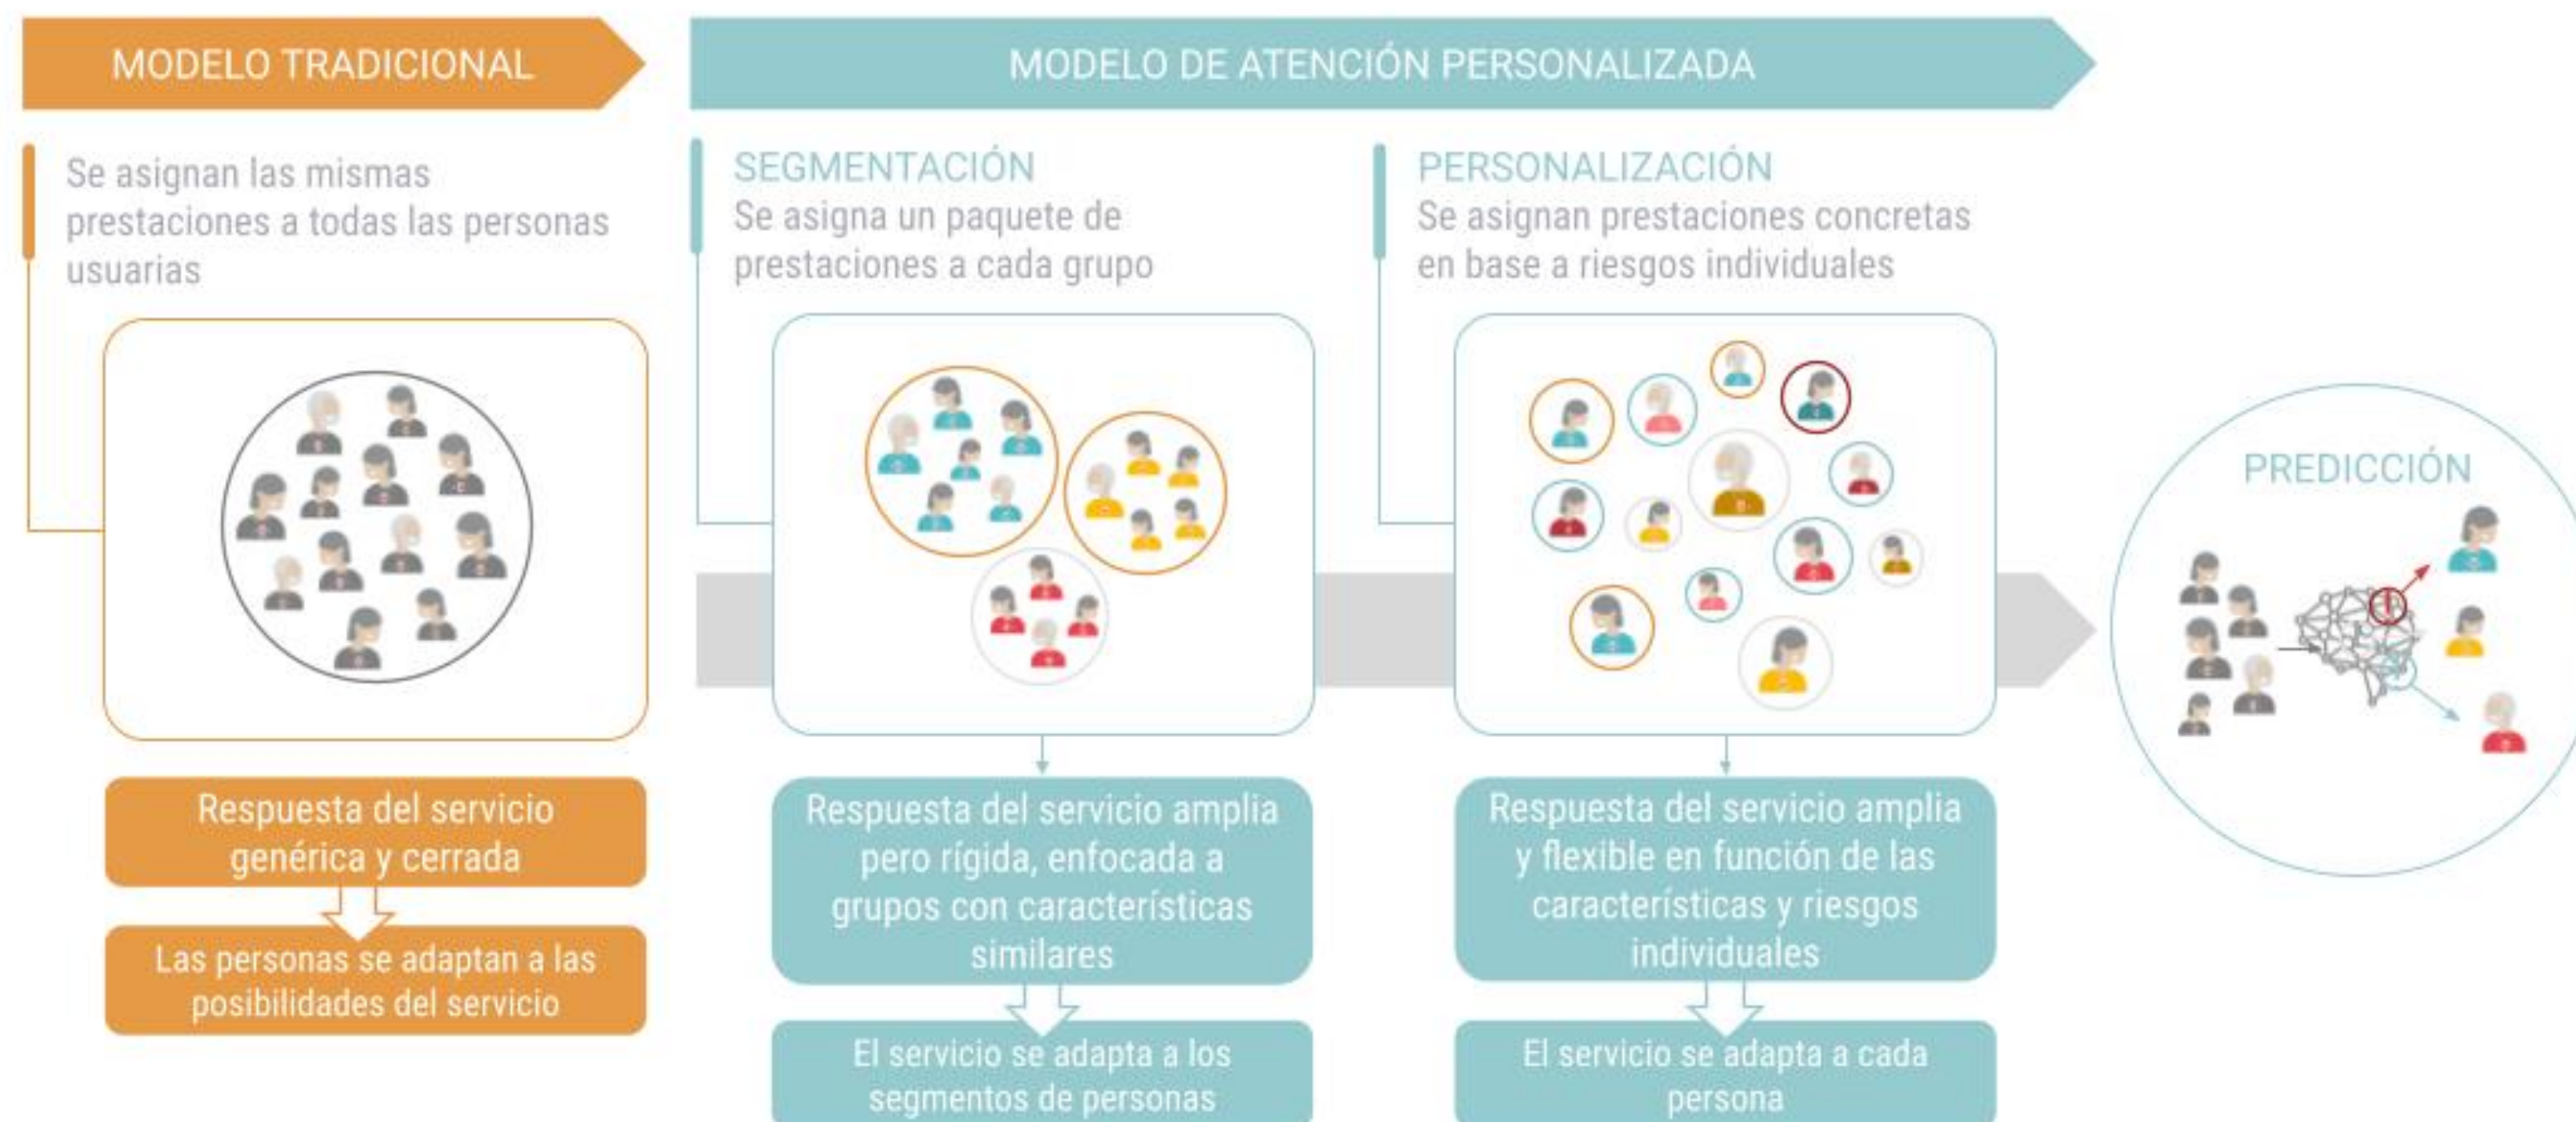 MODELO TRADICIONAL
MODELO DE ATENCIÓN PERSONALIZADA
Se asignan las mismas
prestaciones a todas las personas
usuarias
SEGMENTACIÓN
Se asigna un paquete de
prestaciones a cada grupo
PERSONALIZACIÓN
Se asignan prestaciones concretas
en base a riesgos individuales
PREDICCIÓN
Respuesta del servicio
genérica y cerrada
Las personas se adaptan a las
posibilidades del servicio
Respuesta del servicio amplia
pero rígida, enfocada a
grupos con características
similares
El servicio se adapta a los
segmentos de personas
Respuesta del servicio amplia
y flexible en función de las
características y riesgos
individuales
El servicio se adapta a cada
persona